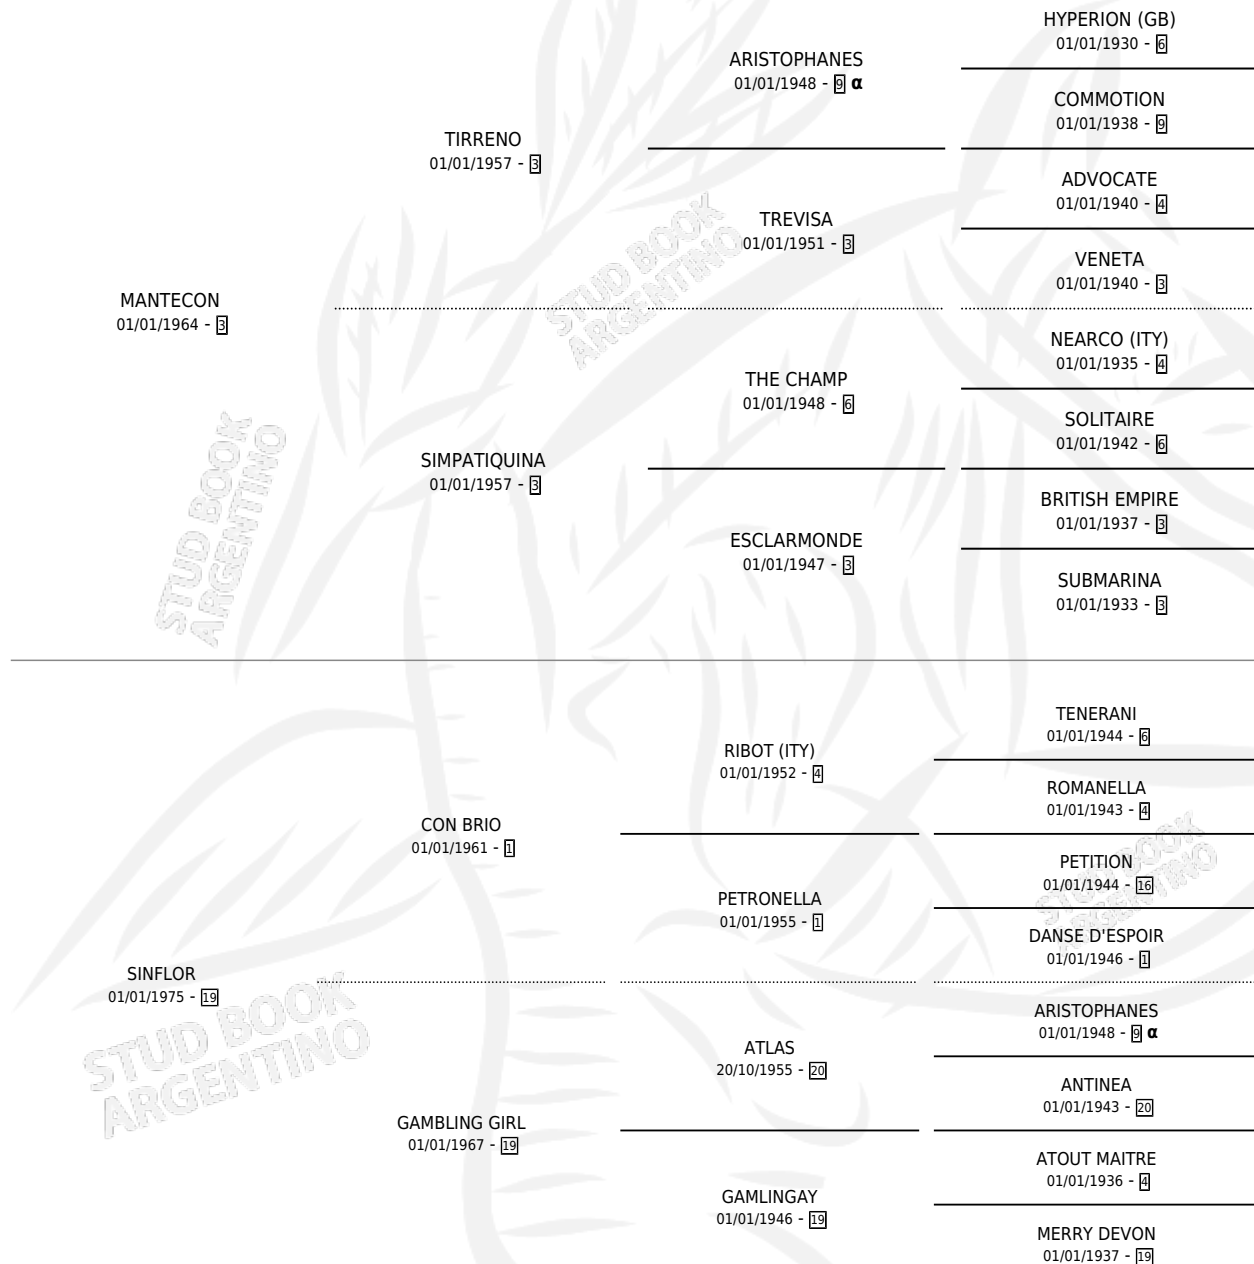 HYPERION (GB)
01/01/1930 - 6
ARISTOPHANES
01/01/1948 - 9 α
COMMOTION
01/01/1938 - 9
TIRRENO
01/01/1957 - 3
ADVOCATE
01/01/1940 - 4
TREVISA
01/01/1951 - 3
VENETA
01/01/1940 - 3
MANTECON
01/01/1964 - 3
NEARCO (ITY)
01/01/1935 - 4
THE CHAMP
01/01/1948 - 6
SOLITAIRE
01/01/1942 - 6
SIMPATIQUINA
01/01/1957 - 3
BRITISH EMPIRE
01/01/1937 - 3
ESCLARMONDE
01/01/1947 - 3
SUBMARINA
01/01/1933 - 3
TENERANI
01/01/1944 - 6
RIBOT (ITY)
01/01/1952 - 4
ROMANELLA
01/01/1943 - 4
CON BRIO
01/01/1961 - 1
PETITION
01/01/1944 - 16
PETRONELLA
01/01/1955 - 1
DANSE D'ESPOIR
01/01/1946 - 1
SINFLOR
01/01/1975 - 19
ARISTOPHANES
01/01/1948 - 9 α
ATLAS
20/10/1955 - 20
ANTINEA
01/01/1943 - 20
GAMBLING GIRL
01/01/1967 - 19
ATOUT MAITRE
01/01/1936 - 4
GAMLINGAY
01/01/1946 - 19
MERRY DEVON
01/01/1937 - 19
STUD BOOK
ARGENTINO
STUD BOOK
ARGENTINO
STUD BOOK
ARGENTINO
STUD BOOK
ARGENTINO